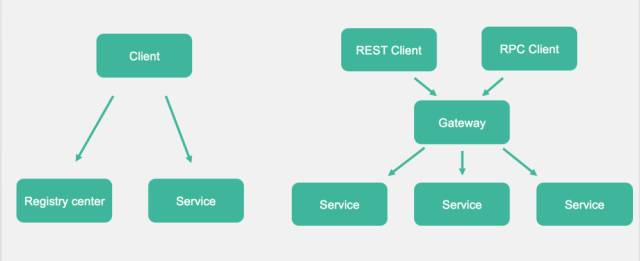 Client
Registry center
Service
REST Client
RPC Client
Gateway
Service
Service
Service